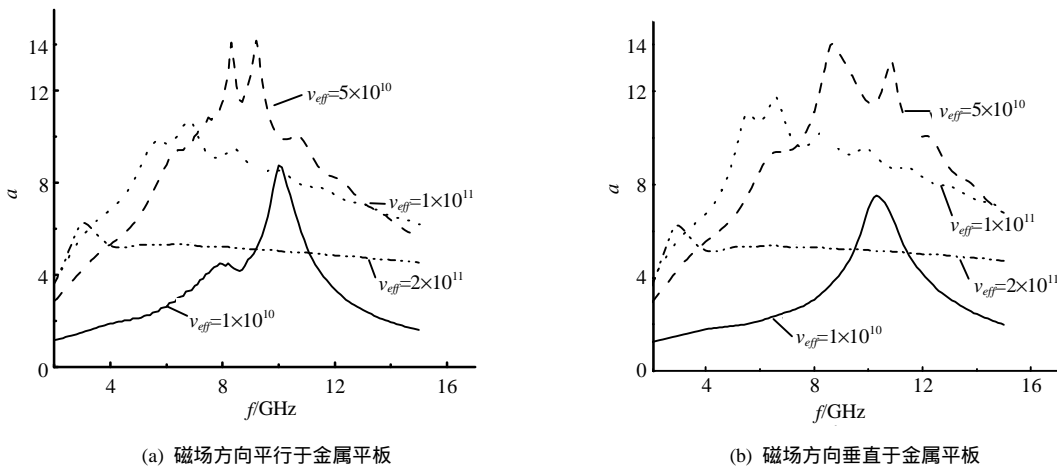 14
12
8
4
0
a
v_eff=5×10^10
v_eff=1×10^11
v_eff=2×10^11
v_eff=1×10^10
4 8 12 16
f/GHz
(a) 磁场方向平行于金属平板
14
12
8
4
0
a
v_eff=5×10^10
v_eff=1×10^11
v_eff=2×10^11
v_eff=1×10^10
4 8 12 16
f/GHz
(b) 磁场方向垂直于金属平板